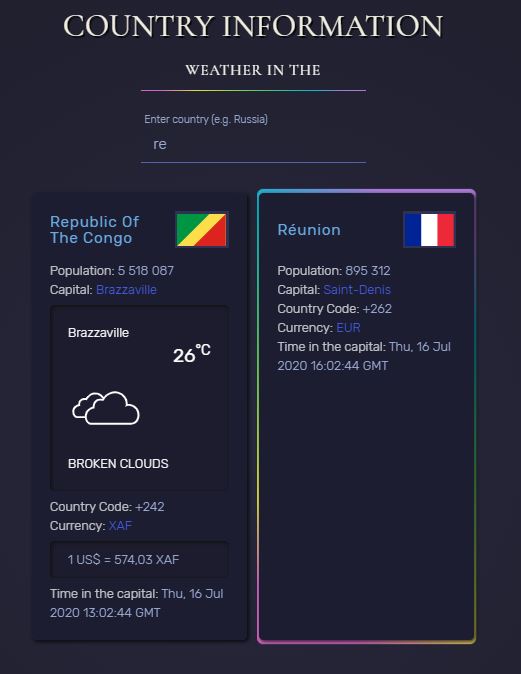 COUNTRY INFORMATION
WEATHER IN THE
Enter country (e.g. Russia)
re
Republic Of
The Congo
Population: 5 518 087
Capital: Brazzaville
Brazzaville
26°C
BROKEN CLOUDS
Country Code: +242
Currency: XAF
1 US$ = 574,03 XAF
Time in the capital: Thu, 16 Jul
2020 13:02:44 GMT
Réunion
Population: 895 312
Capital: Saint-Denis
Country Code: +262
Currency: EUR
Time in the capital: Thu, 16 Jul
2020 16:02:44 GMT